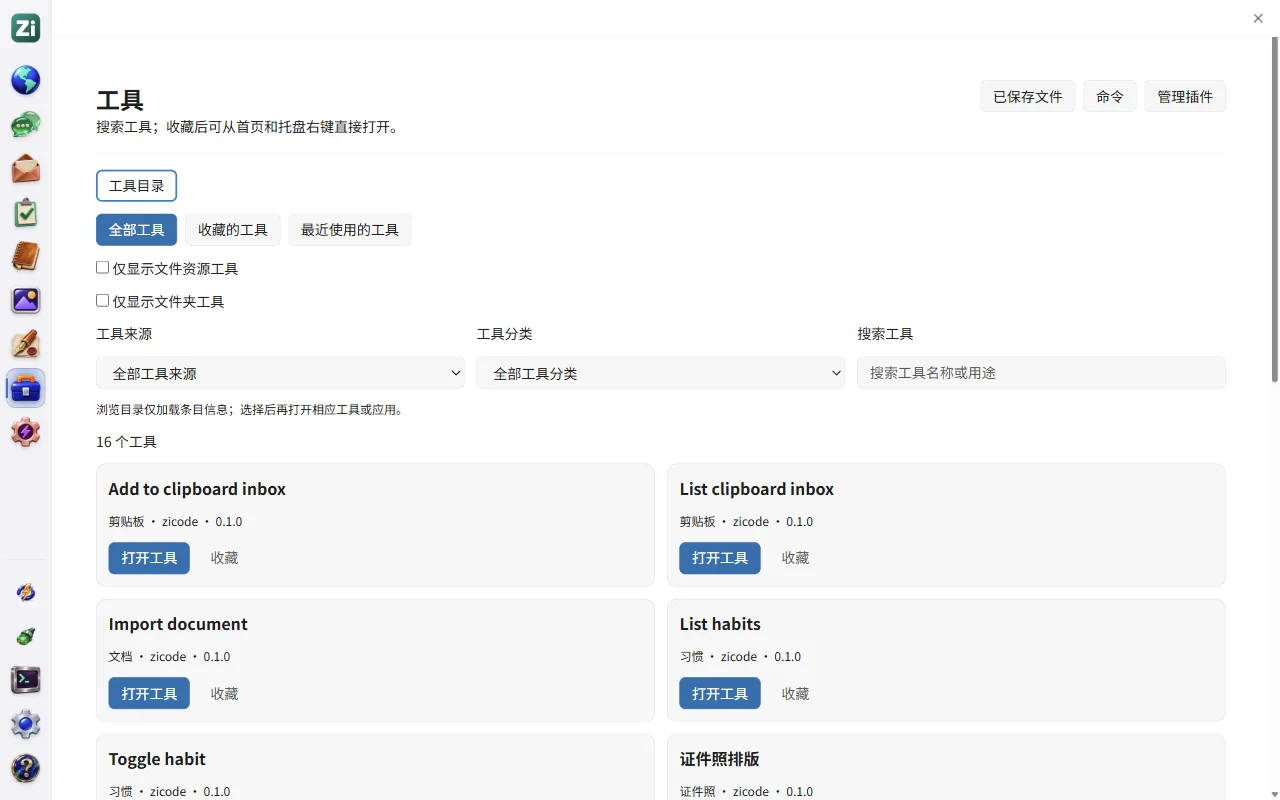 Zi
工具
搜索工具；收藏后可从首页和托盘右键直接打开。
已保存文件
命令
管理插件
工具目录
全部工具
收藏的工具
最近使用的工具
仅显示文件资源工具
仅显示文件夹工具
工具来源
工具分类
搜索工具
全部工具来源
全部工具分类
搜索工具名称或用途
浏览目录仅加载条目信息；选择后再打开相应工具或应用。
16 个工具
Add to clipboard inbox
剪贴板 · zicode · 0.1.0
打开工具
收藏
List clipboard inbox
剪贴板 · zicode · 0.1.0
打开工具
收藏
Import document
文档 · zicode · 0.1.0
打开工具
收藏
List habits
习惯 · zicode · 0.1.0
打开工具
收藏
Toggle habit
习惯 · zicode · 0.1.0
证件照排版
证件照 · zicode · 0.1.0